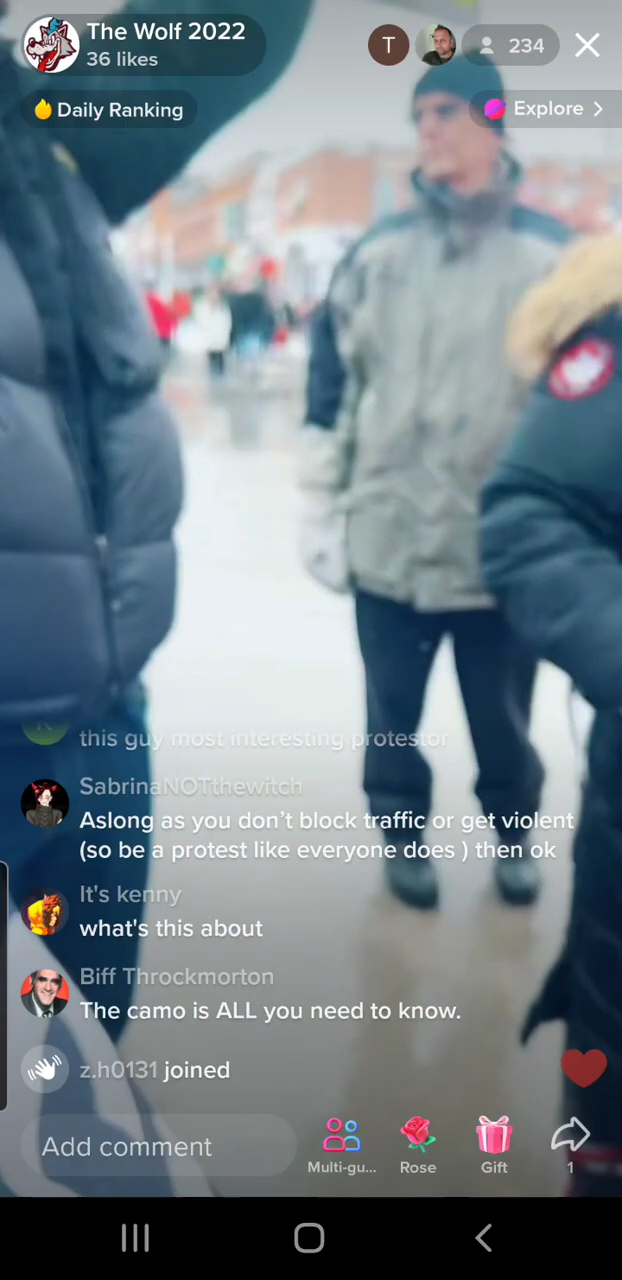 The Wolf 2022
36 likes
T
234
Daily Ranking
Explore
this guy most interesting protestor
SabrinaNOTthewitch
Aslong as you don't block traffic or get violent
(so be a protest like everyone does ) then ok
It's kenny
what's this about
Biff Throckmorton
The camo is ALL you need to know.
z.h0131 joined
Add comment
Multi-gu...
Rose
Gift
1